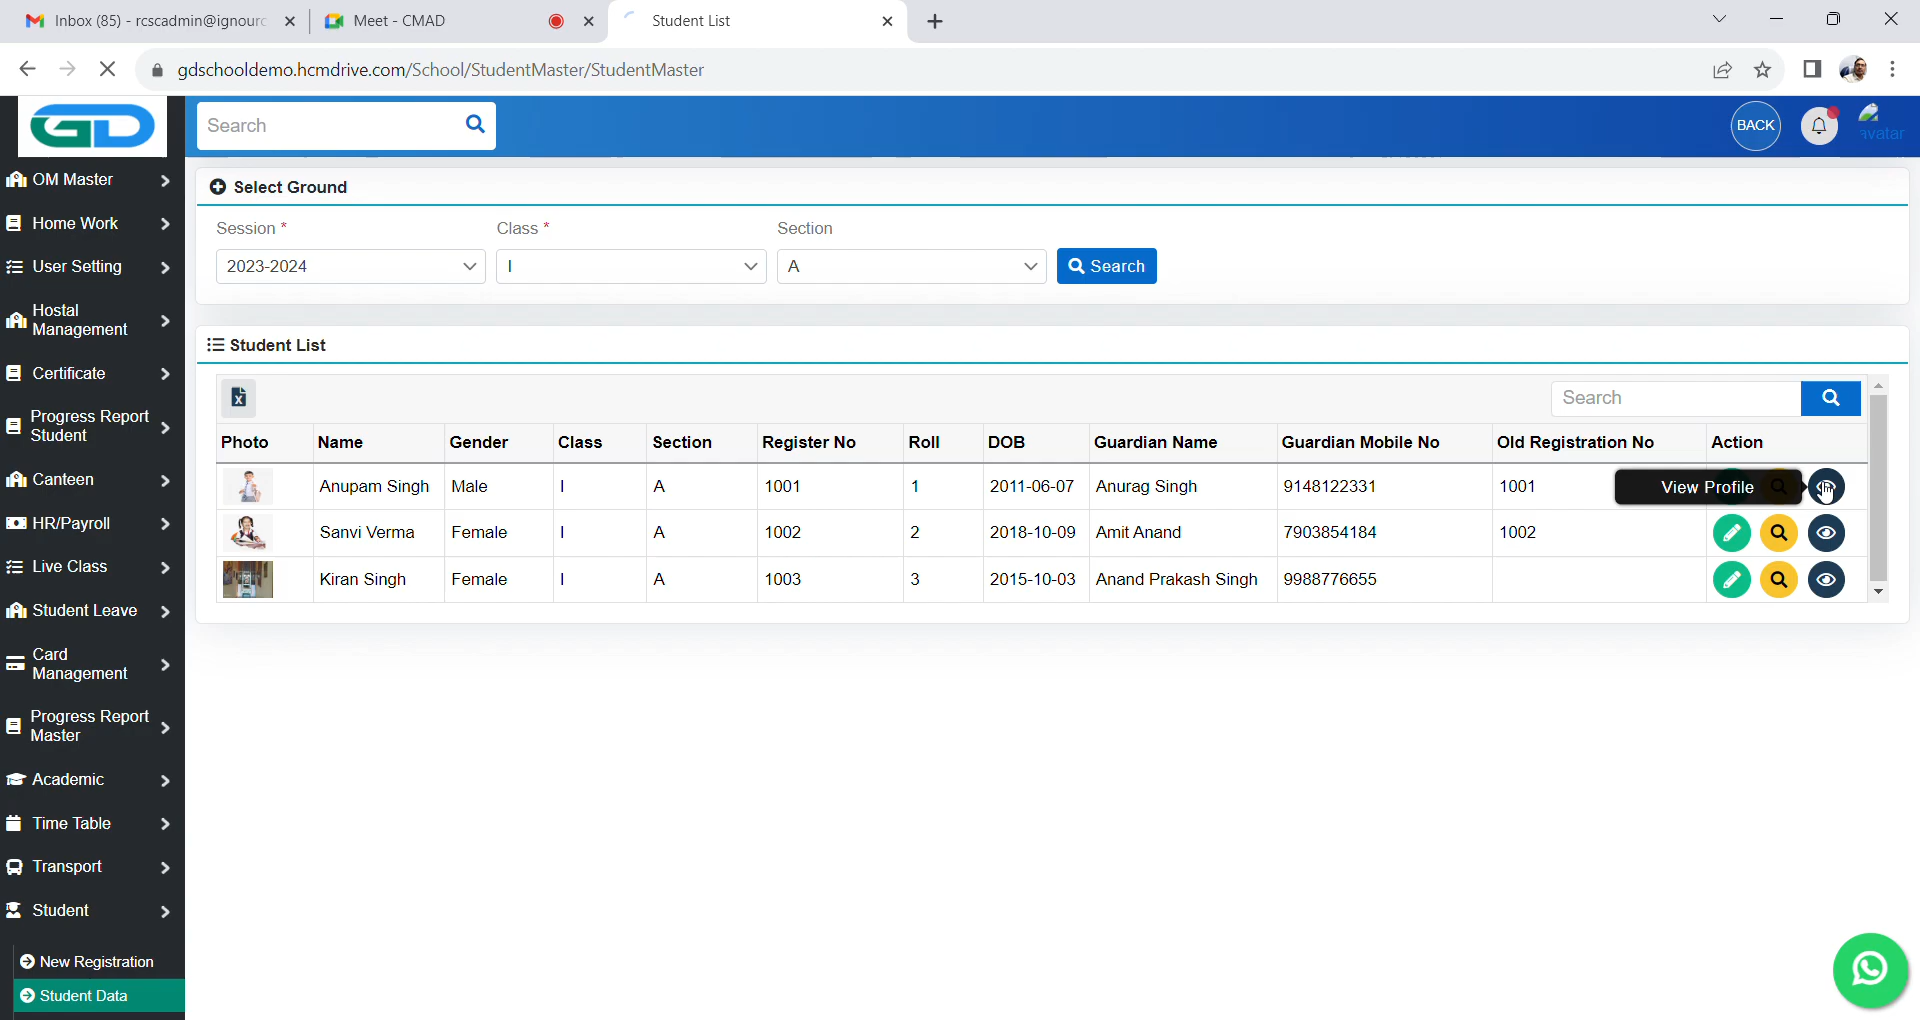 Inbox (85) - rcscadmin@ignourc
Meet - CMAD
Student List
gdschooldemo.hcmdrive.com/School/StudentMaster/StudentMaster
GD
Search
BACK
avatar
OM Master
Home Work
User Setting
Hostal
Management
Certificate
Progress Report
Student
Canteen
HR/Payroll
Live Class
Student Leave
Card
Management
Progress Report
Master
Academic
Time Table
Transport
Student
New Registration
Student Data
Select Ground
Session * Class * Section
2023-2024 I A Search
Student List
Search
Photo Name Gender Class Section Register No Roll DOB Guardian Name Guardian Mobile No Old Registration No Action
Anupam Singh Male I A 1001 1 2011-06-07 Anurag Singh 9148122331 1001 View Profile
Sanvi Verma Female I A 1002 2 2018-10-09 Amit Anand 7903854184 1002
Kiran Singh Female I A 1003 3 2015-10-03 Anand Prakash Singh 9988776655